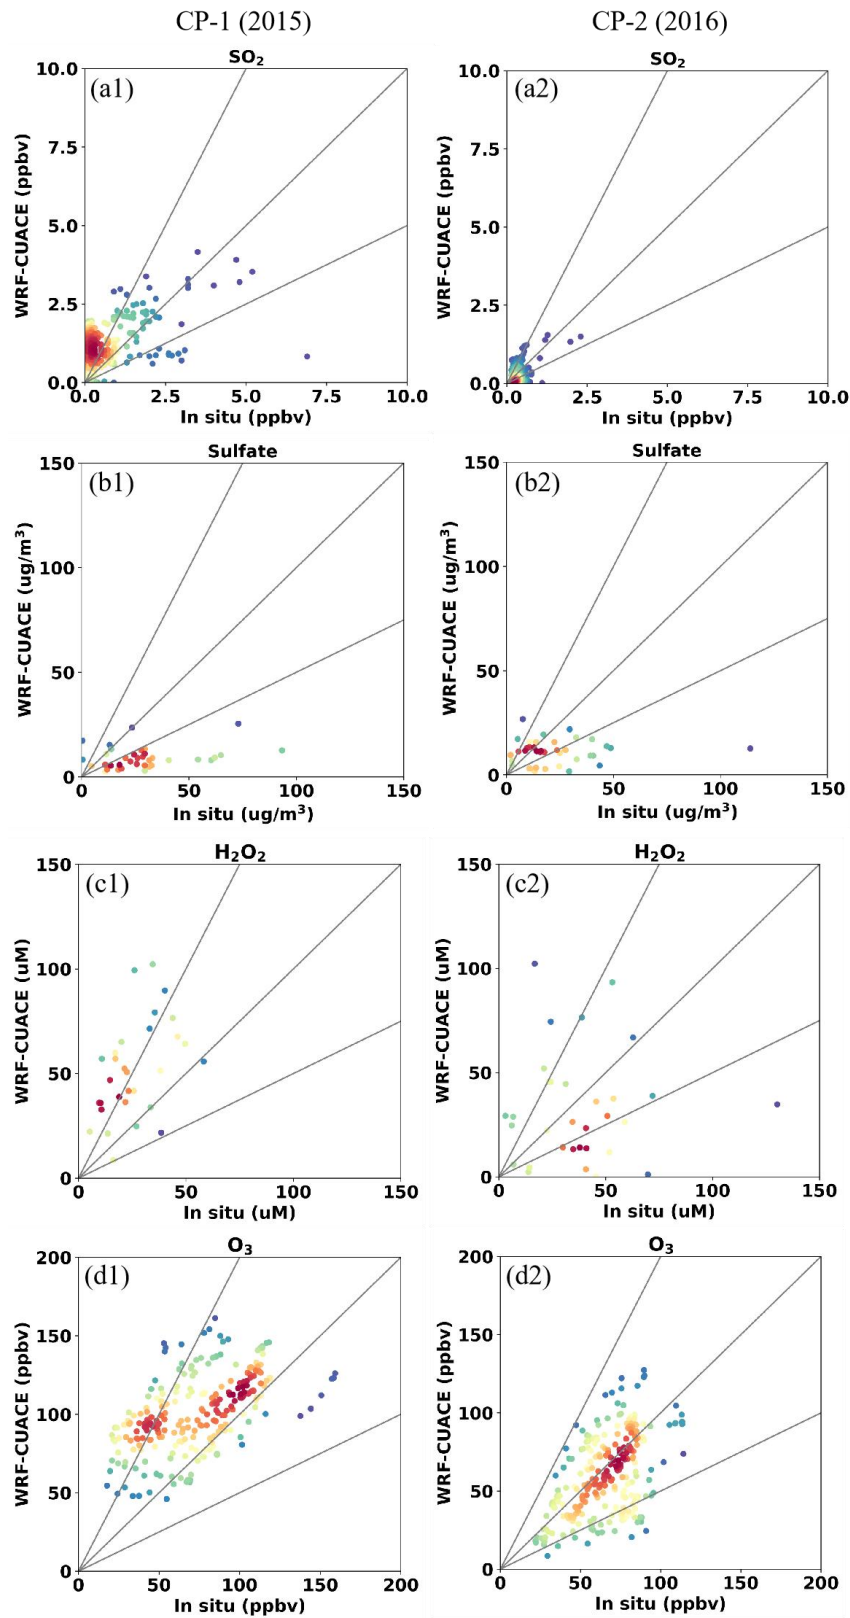 CP-1 (2015)
CP-2 (2016)
SO₂
(a1)
10.0
7.5
5.0
2.5
0.0
WRF-CUACE (ppbv)
0.0 2.5 5.0 7.5 10.0
In situ (ppbv)
SO₂
(a2)
10.0
7.5
5.0
2.5
0.0
WRF-CUACE (ppbv)
0.0 2.5 5.0 7.5 10.0
In situ (ppbv)
Sulfate
(b1)
150
100
50
0
WRF-CUACE (ug/m³)
0 50 100 150
In situ (ug/m³)
Sulfate
(b2)
150
100
50
0
WRF-CUACE (ug/m³)
0 50 100 150
In situ (ug/m³)
H₂O₂
(c1)
150
100
50
0
WRF-CUACE (uM)
0 50 100 150
In situ (uM)
H₂O₂
(c2)
150
100
50
0
WRF-CUACE (uM)
0 50 100 150
In situ (uM)
O₃
(d1)
200
150
100
50
0
WRF-CUACE (ppbv)
0 50 100 150 200
In situ (ppbv)
O₃
(d2)
200
150
100
50
0
WRF-CUACE (ppbv)
0 50 100 150 200
In situ (ppbv)